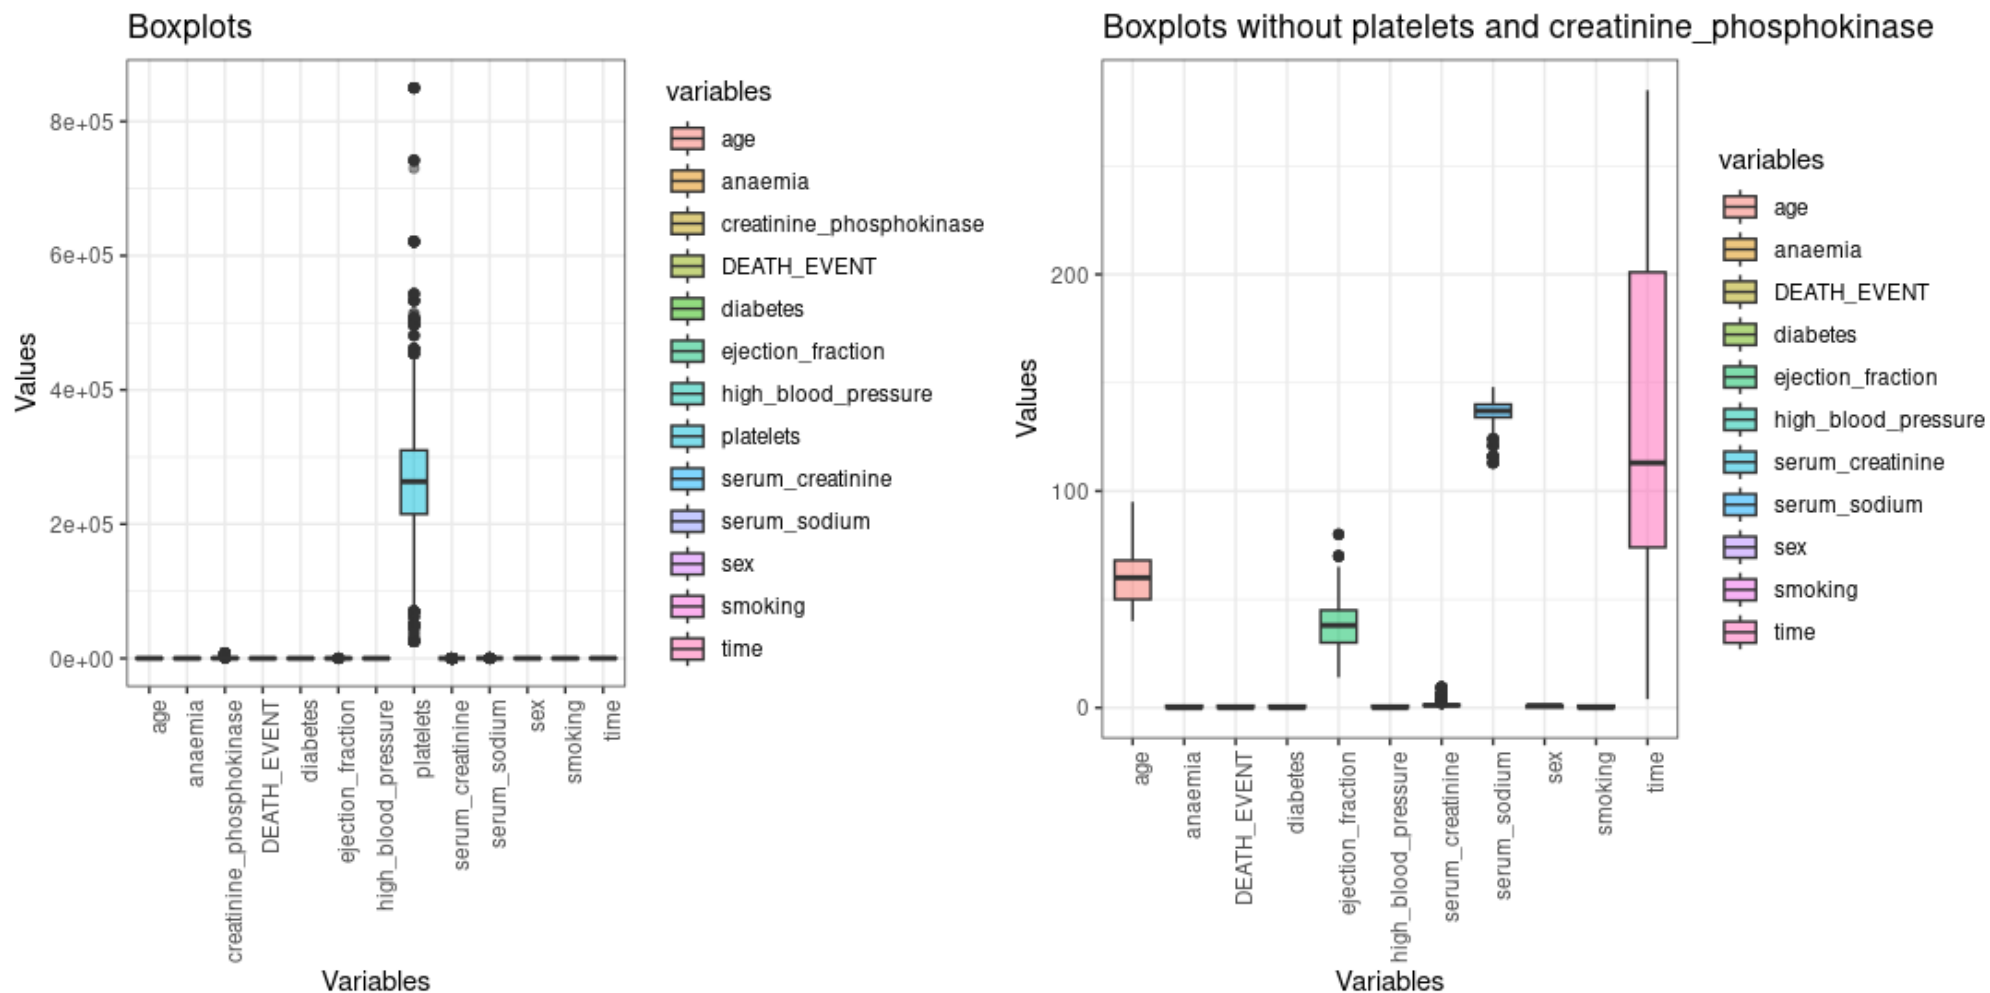 Boxplots
8e+05
6e+05
4e+05
2e+05
0e+00
Values
age
anaemia
creatinine_phosphokinase
DEATH_EVENT
diabetes
ejection_fraction
high_blood_pressure
platelets
serum_creatinine
serum_sodium
sex
smoking
time
Variables
variables
age
anaemia
creatinine_phosphokinase
DEATH_EVENT
diabetes
ejection_fraction
high_blood_pressure
platelets
serum_creatinine
serum_sodium
sex
smoking
time
Boxplots without platelets and creatinine_phosphokinase
200
100
0
Values
age
anaemia
DEATH_EVENT
diabetes
ejection_fraction
high_blood_pressure
serum_creatinine
serum_sodium
sex
smoking
time
Variables
variables
age
anaemia
DEATH_EVENT
diabetes
ejection_fraction
high_blood_pressure
serum_creatinine
serum_sodium
sex
smoking
time